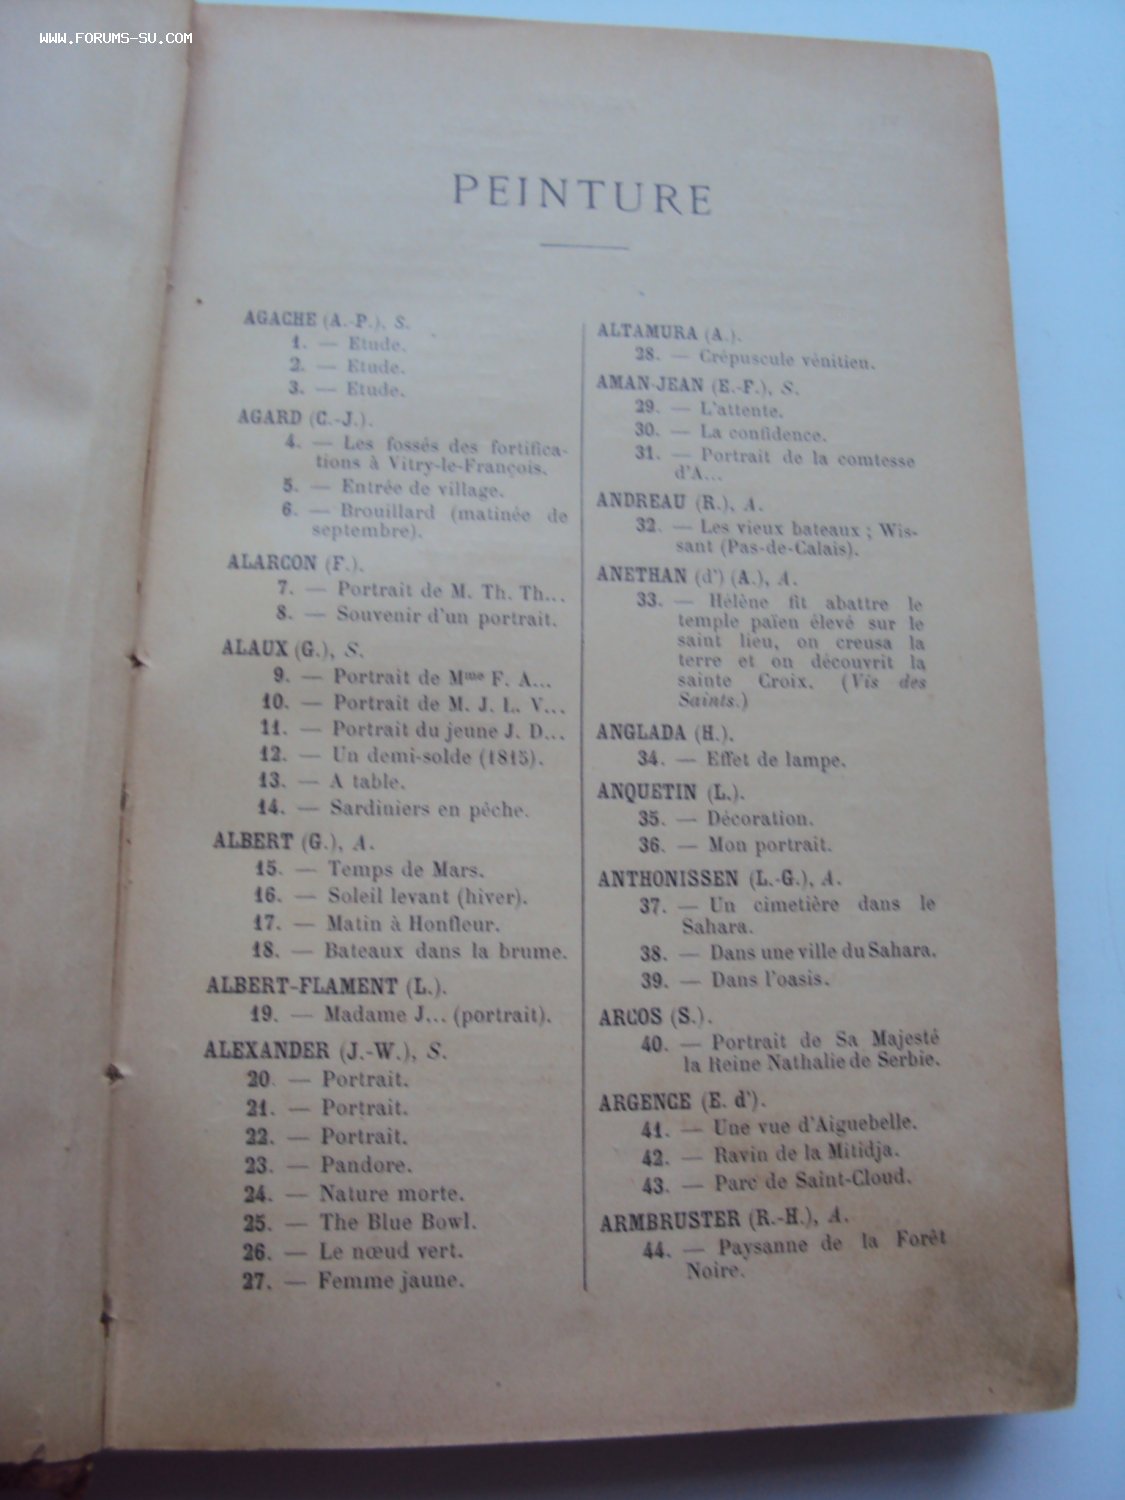 www.forums-su.com
PEINTURE
AGACHE (A.-P.), S.
1. — Etude.
2. — Etude.
3. — Etude.
AGARD (C.-J.).
4. — Les fossés des fortifica-
tions à Vitry-le-François.
5. — Entrée de village.
6. — Brouillard (matinée de
septembre).
ALARCON (F.).
7. — Portrait de M. Th. Th...
8. — Souvenir d'un portrait.
ALAUX (G.), S.
9. — Portrait de Mme F. A...
10. — Portrait de M. J. L. V...
11. — Portrait du jeune J. D...
12. — Un demi-solde (1815).
13. — A table.
14. — Sardiniers en pêche.
ALBERT (G.), A.
15. — Temps de Mars.
16. — Soleil levant (hiver).
17. — Matin à Honfleur.
18. — Bateaux dans la brume.
ALBERT-FLAMENT (L.).
19. — Madame J... (portrait).
ALEXANDER (J.-W.), S.
20. — Portrait.
21. — Portrait.
22. — Portrait.
23. — Pandore.
24. — Nature morte.
25. — The Blue Bowl.
26. — Le nœud vert.
27. — Femme jaune.
ALTAMURA (A.).
28. — Crépuscule vénitien.
AMAN-JEAN (E.-F.), S.
29. — L'attente.
30. — La confidence.
31. — Portrait de la comtesse
d'A...
ANDREAU (R.), A.
32. — Les vieux bateaux ; Wis-
sant (Pas-de-Calais).
ANETHAN (d') (A.), A.
33. — Hélène fit abattre le
temple païen élevé sur le
saint lieu, on creusa la
terre et on découvrit la
sainte Croix. (Vis des
Saints.)
ANGLADA (H.).
34. — Effet de lampe.
ANQUETIN (L.).
35. — Décoration.
36. — Mon portrait.
ANTHONISSEN (L.-G.), A.
37. — Un cimetière dans le
Sahara.
38. — Dans une ville du Sahara.
39. — Dans l'oasis.
ARCOS (S.).
40. — Portrait de Sa Majesté
la Reine Nathalie de Serbie.
ARGENCE (E. d').
41. — Une vue d'Aiguebelle.
42. — Ravin de la Mitidja.
43. — Parc de Saint-Cloud.
ARMBRUSTER (R.-H.), A.
44. — Paysanne de la Forêt
Noire.